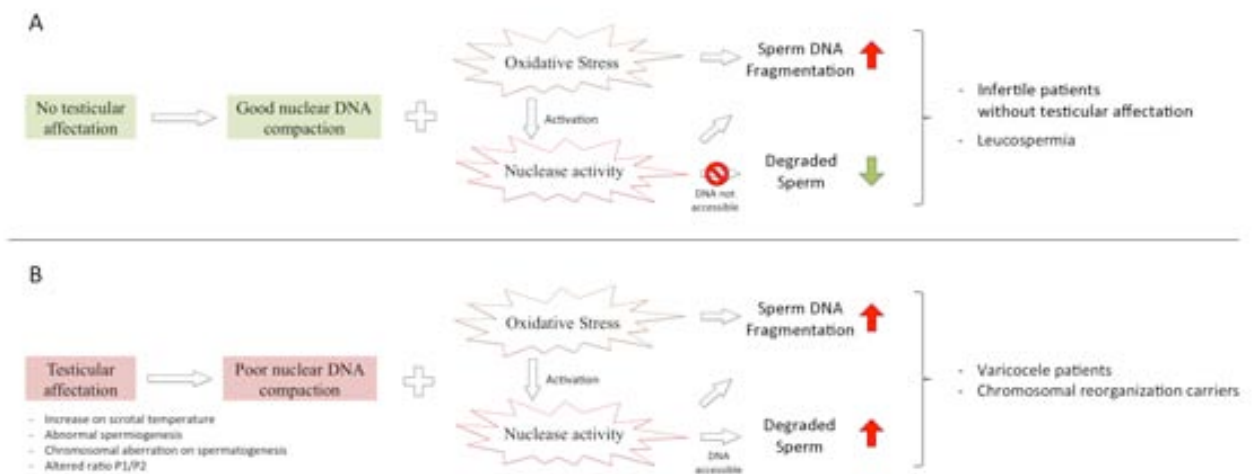 A
No testicular
affectation
Good nuclear DNA
compaction
Oxidative Stress
Activation
Nuclease activity
DNA not
accessible
Sperm DNA
Fragmentation
Degraded
Sperm
- Infertile patients
without testicular affectation
- Leucospermia
B
Testicular
affectation
- Increase on scrotal temperature
- Abnormal spermiogenesis
- Chromosomal aberration on spermatogenesis
- Altered ratio P1/P2
Poor nuclear DNA
compaction
Oxidative Stress
Activation
Nuclease activity
DNA
accessible
Sperm DNA
Fragmentation
Degraded
Sperm
- Varicocele patients
- Chromosomal reorganization carriers